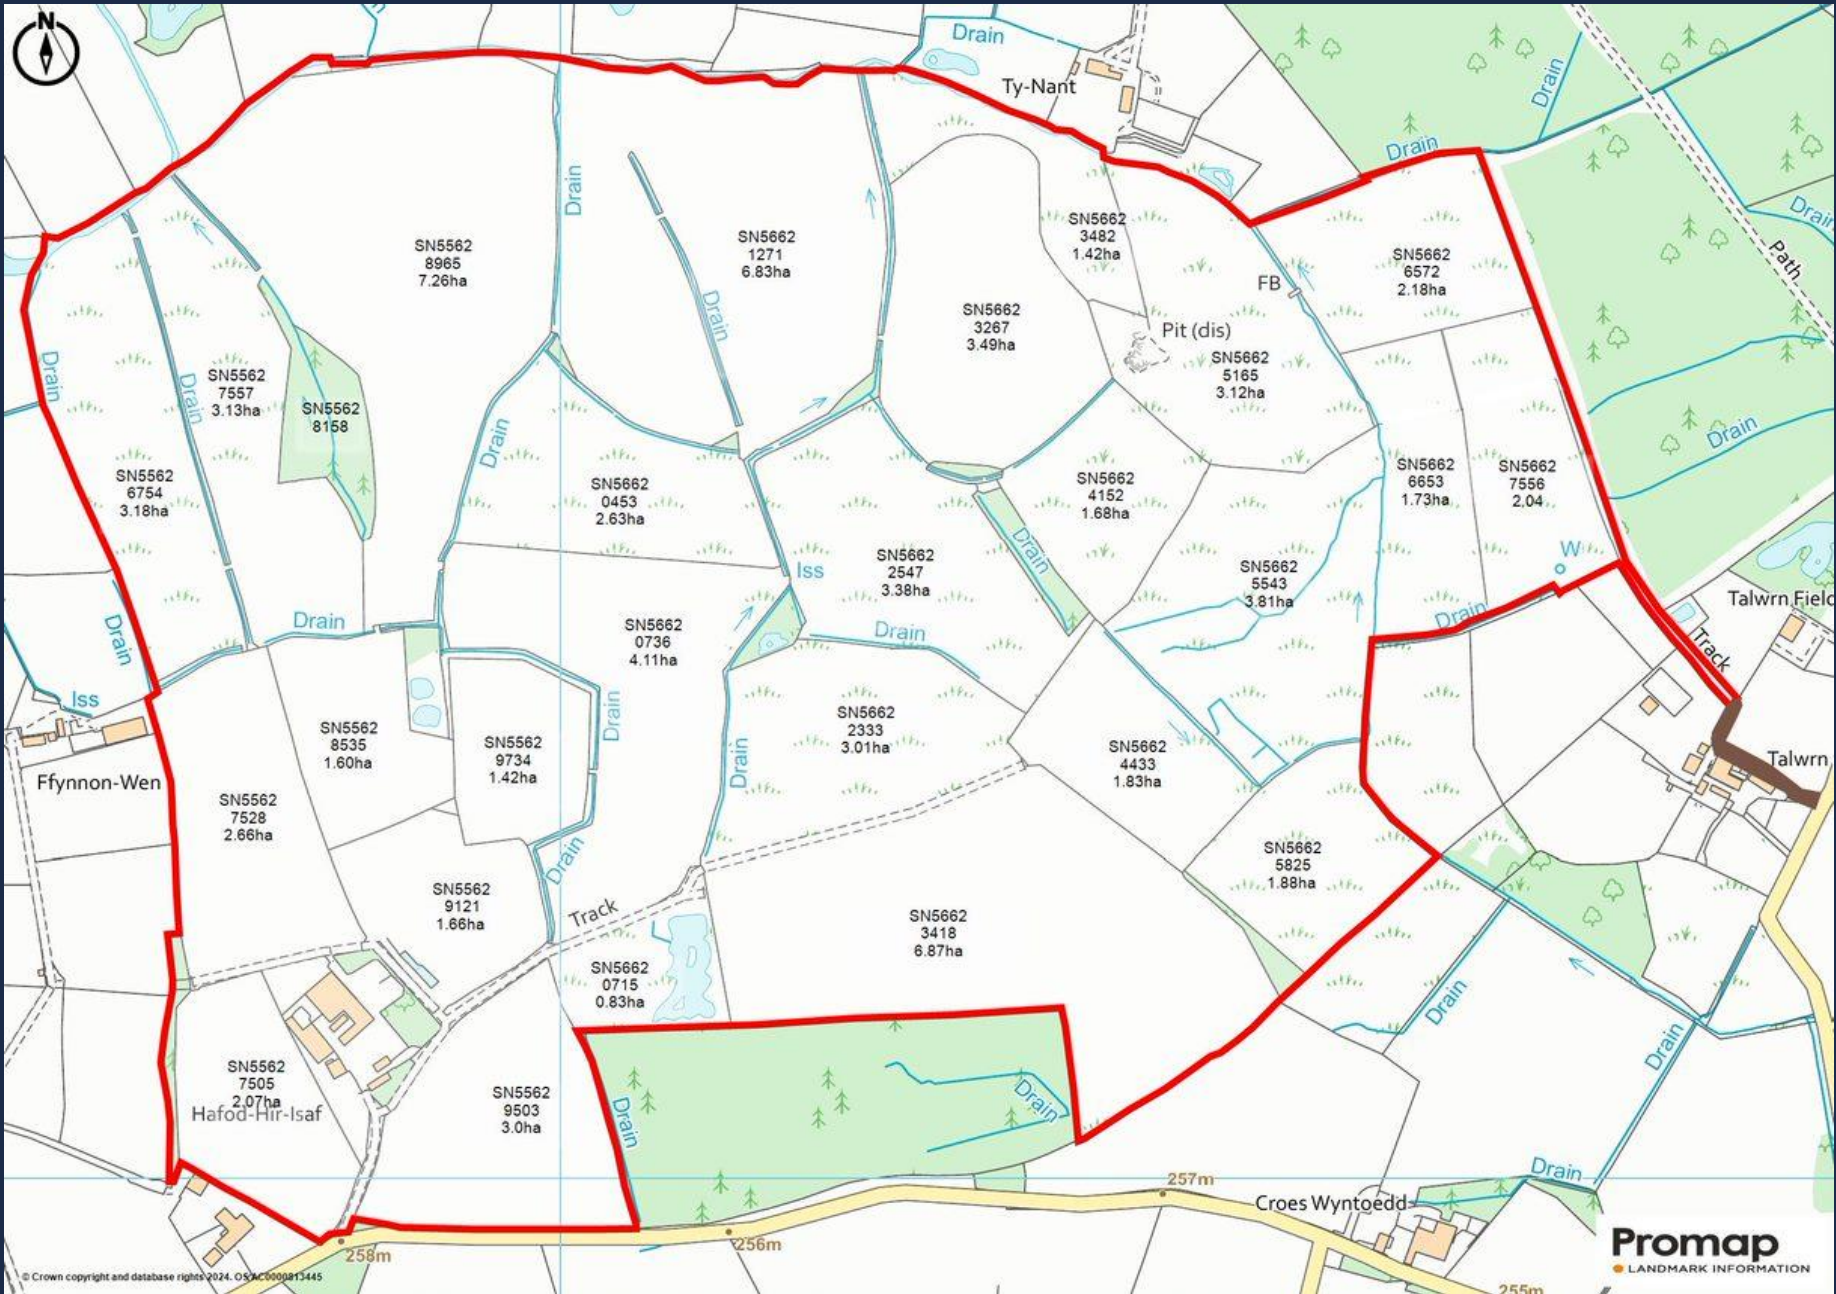 N
Drain
Ty-Nant
Drain
Drain
Drain
Path
Drain
SN5562
8965
7.26ha
SN5662
1271
6.83ha
Drain
SN5662
3482
1.42ha
SN5662
6572
2.18ha
FB
SN5662
3267
3.49ha
Pit (dis)
SN5662
5165
3.12ha
Drain
Drain
SN5562
7557
3.13ha
SN5562
8158
Drain
Drain
SN5562
6754
3.18ha
SN5662
0453
2.63ha
SN5662
4152
1.68ha
SN5662
6653
1.73ha
SN5662
7556
2.04
W
Iss
SN5662
2547
3.38ha
Drain
SN5662
5543
3.81ha
Talwrn Field
Drain
Drain
Drain
SN5662
0736
4.11ha
Drain
Track
Iss
Ffynnon-Wen
SN5562
8535
1.60ha
SN5562
9734
1.42ha
Drain
Drain
SN5662
2333
3.01ha
SN5662
4433
1.83ha
Talwrn
SN5562
7528
2.66ha
Drain
SN5662
5825
1.88ha
SN5562
9121
1.66ha
Track
SN5662
3418
6.87ha
SN5662
0715
0.83ha
Drain
Drain
SN5562
7505
2.07ha
Hafod-Hir-Isaf
SN5562
9503
3.0ha
Drain
Drain
Drain
257m
Croes Wyntoedd
258m
256m
255m
Promap
LANDMARK INFORMATION
© Crown copyright and database rights 2024. OS AC0000813445